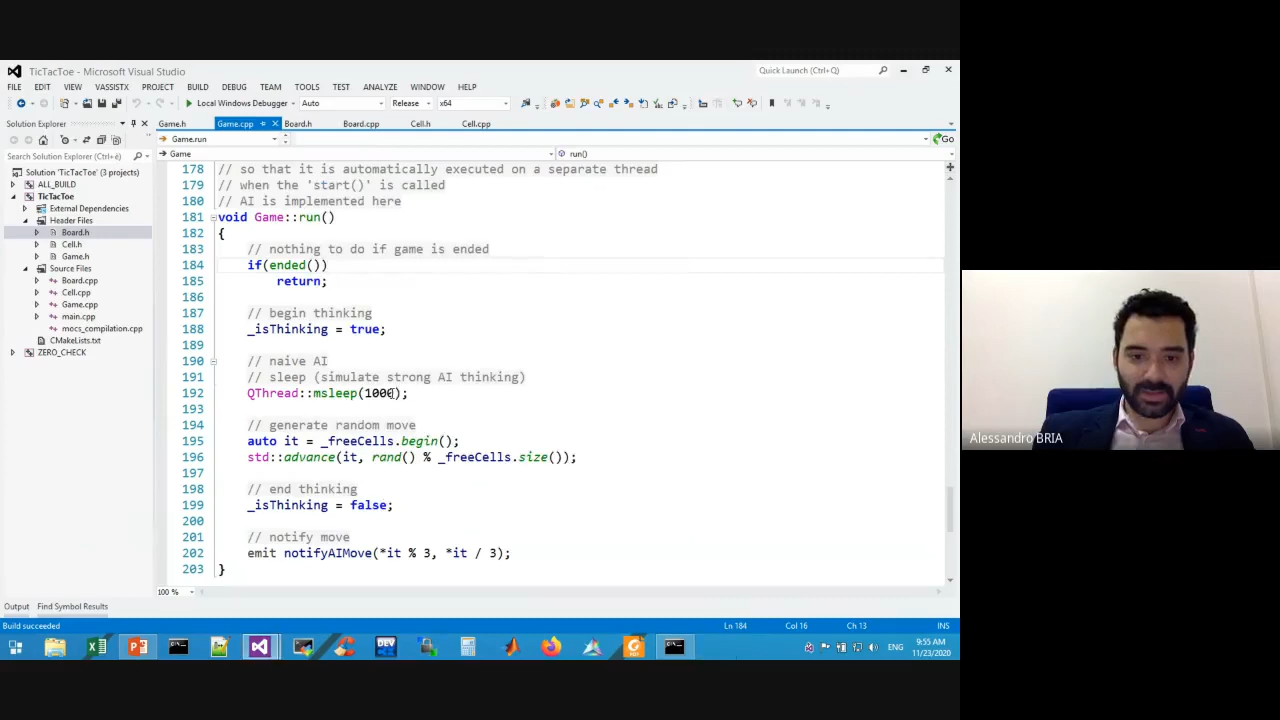 TicTacToe - Microsoft Visual Studio
Quick Launch (Ctrl+Q)
FILE EDIT VIEW VASSISTX PROJECT BUILD DEBUG TEAM TOOLS TEST ANALYZE WINDOW HELP
Local Windows Debugger Auto Release x64
Solution Explorer
Game.h Game.cpp Board.h Board.cpp Cell.h Cell.cpp
Game.run
Go
Search Solution Explorer (Ctrl+è)
Game run()
Solution 'TicTacToe' (3 projects)
ALL_BUILD
TicTacToe
External Dependencies
Header Files
Board.h
Cell.h
Game.h
Source Files
Board.cpp
Cell.cpp
Game.cpp
main.cpp
mocs_compilation.cpp
CMakeLists.txt
ZERO_CHECK
178 // so that it is automatically executed on a separate thread
179 // when the 'start()' is called
180 // AI is implemented here
181 void Game::run()
182 {
183 // nothing to do if game is ended
184 if(ended())
185 return;
186
187 // begin thinking
188 _isThinking = true;
189
190 // naive AI
191 // sleep (simulate strong AI thinking)
192 QThread::msleep(1000);
193
194 // generate random move
195 auto it = _freeCells.begin();
196 std::advance(it, rand() % _freeCells.size());
197
198 // end thinking
199 _isThinking = false;
200
201 // notify move
202 emit notifyAIMove(*it % 3, *it / 3);
203 }
100 %
Output Find Symbol Results
Build succeeded Ln 184 Col 16 Ch 13 INS
ENG
9:55 AM
11/23/2020
Alessandro BRIA